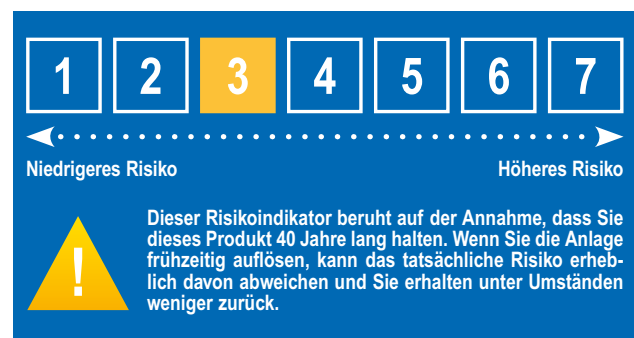 1 2 3 4 5 6 7
Niedrigeres Risiko Höheres Risiko
Dieser Risikoindikator beruht auf der Annahme, dass Sie
dieses Produkt 40 Jahre lang halten. Wenn Sie die Anlage
frühzeitig auflösen, kann das tatsächliche Risiko erheb-
lich davon abweichen und Sie erhalten unter Umständen
weniger zurück.
!